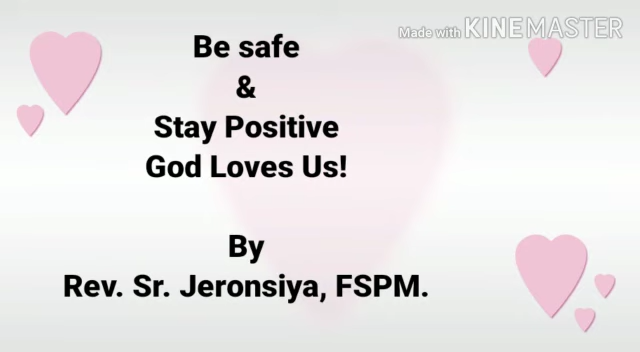 Made with KINEMASTER
Be safe
&
Stay Positive
God Loves Us!
By
Rev. Sr. Jeronsiya, FSPM.